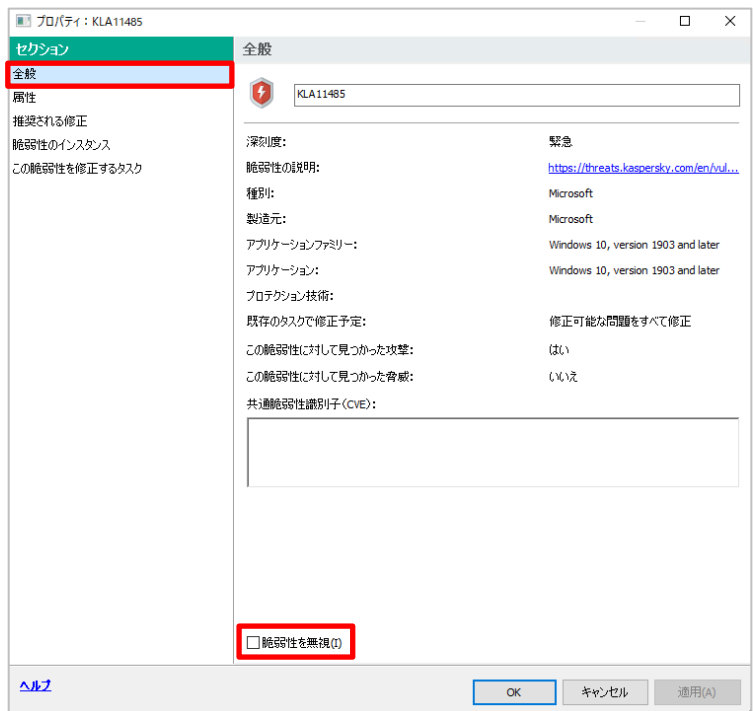 プロパティ：KLA11485
セクション
全般
属性
推奨される修正
脆弱性のインスタンス
この脆弱性を修正するタスク
全般
KLA11485
深刻度: 緊急
脆弱性の説明: https://threats.kaspersky.com/en/vul...
種別: Microsoft
製造元: Microsoft
アプリケーションファミリー: Windows 10, version 1903 and later
アプリケーション: Windows 10, version 1903 and later
プロテクション技術:
既存のタスクで修正予定: 修正可能な問題をすべて修正
この脆弱性に対して見つかった攻撃: はい
この脆弱性に対して見つかった脅威: いいえ
共通脆弱性識別子(CVE):
脆弱性を無視(I)
ヘルプ
OK キャンセル 適用(A)